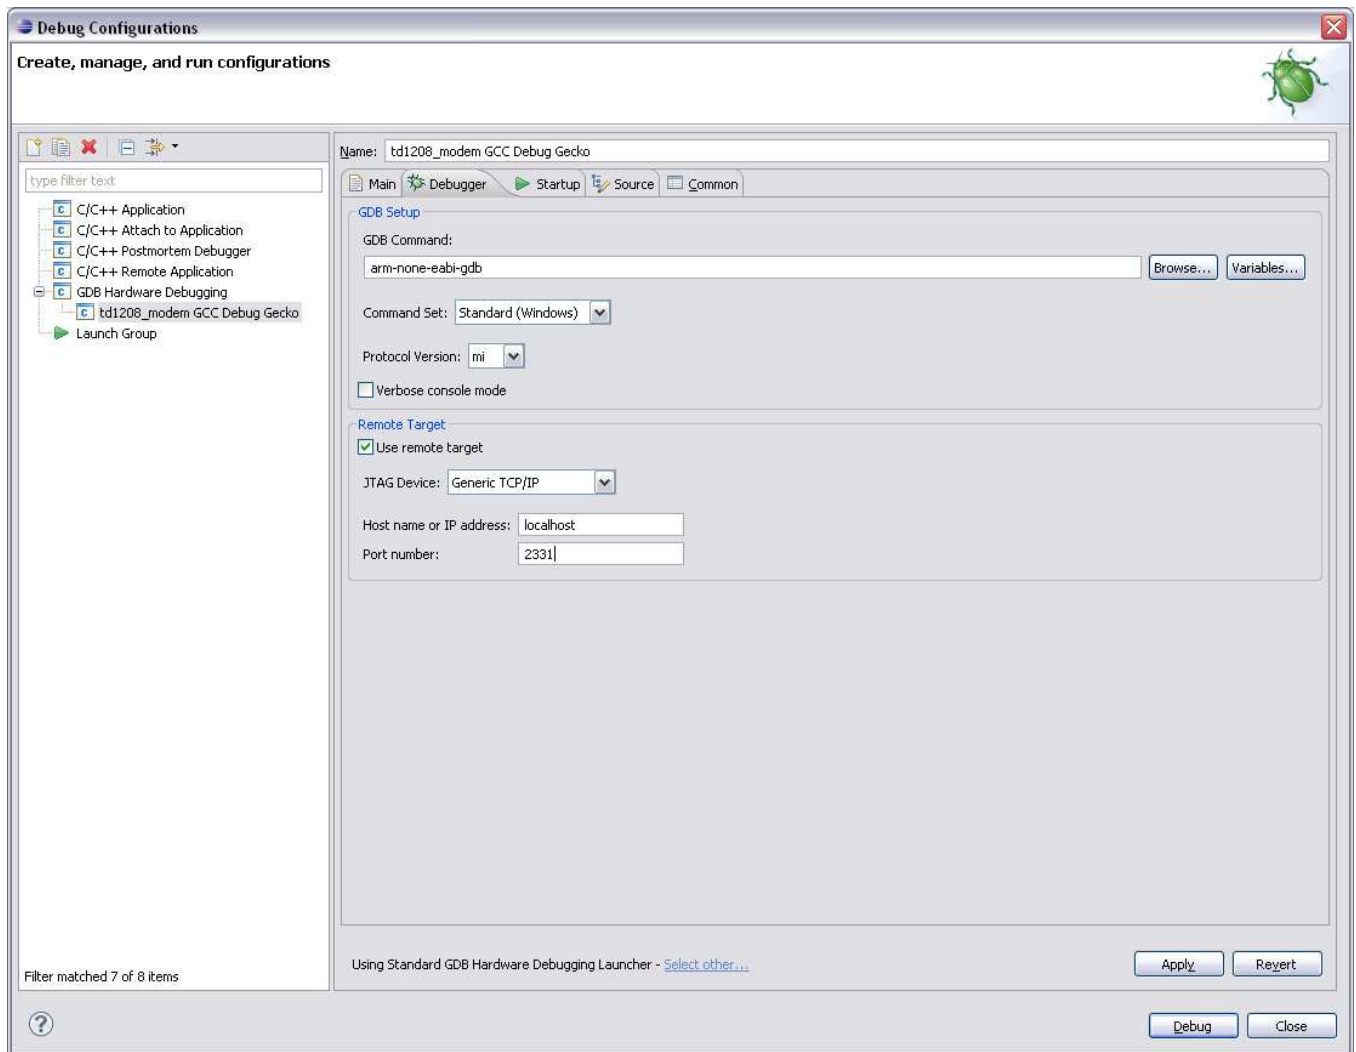 Debug Configurations
Create, manage, and run configurations
type filter text
C/C++ Application
C/C++ Attach to Application
C/C++ Postmortem Debugger
C/C++ Remote Application
GDB Hardware Debugging
td1208_modem GCC Debug Gecko
Launch Group
Filter matched 7 of 8 items
Name: td1208_modem GCC Debug Gecko
Main Debugger Startup Source Common
GDB Setup
GDB Command:
arm-none-eabi-gdb Browse... Variables...
Command Set: Standard (Windows)
Protocol Version: mi
Verbose console mode
Remote Target
Use remote target
JTAG Device: Generic TCP/IP
Host name or IP address: localhost
Port number: 2331
Using Standard GDB Hardware Debugging Launcher - Select other... Apply Revert
? Debug Close